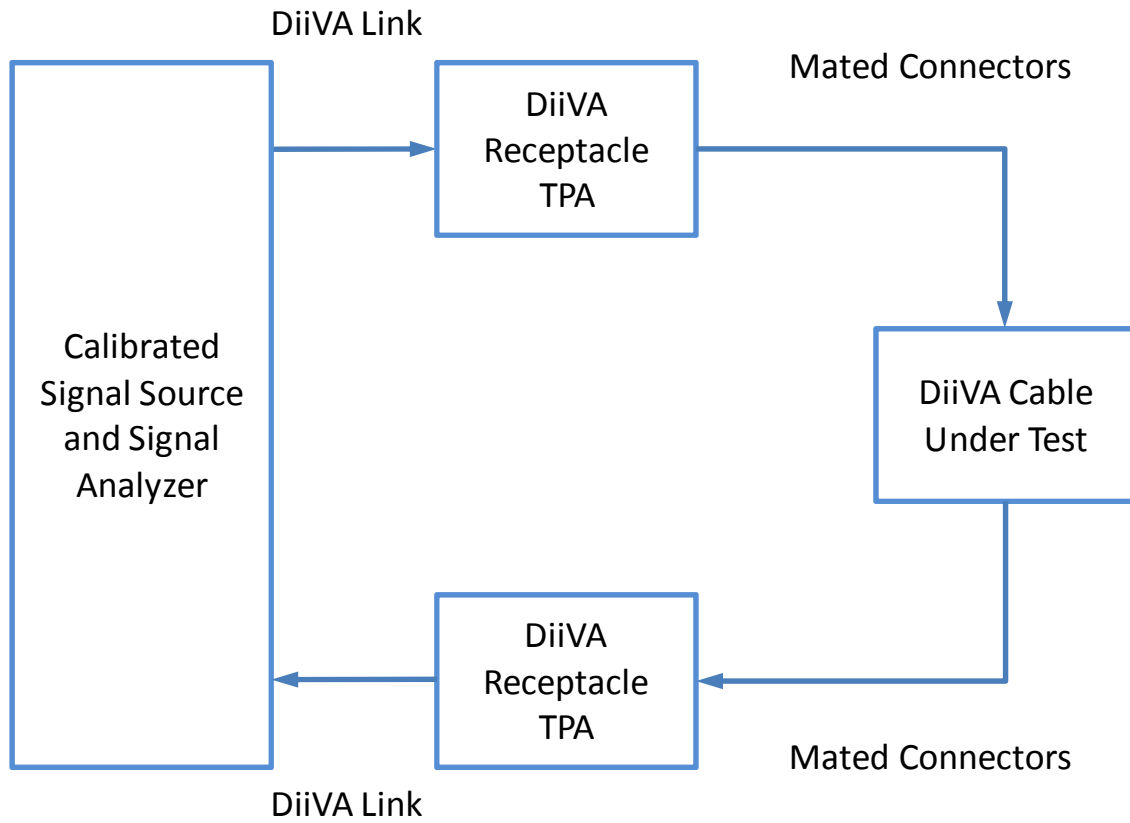 DiiVA Link
Mated Connectors
DiiVA
Receptacle
TPA
Calibrated
Signal Source
and Signal
Analyzer
DiiVA Cable
Under Test
DiiVA
Receptacle
TPA
Mated Connectors
DiiVA Link